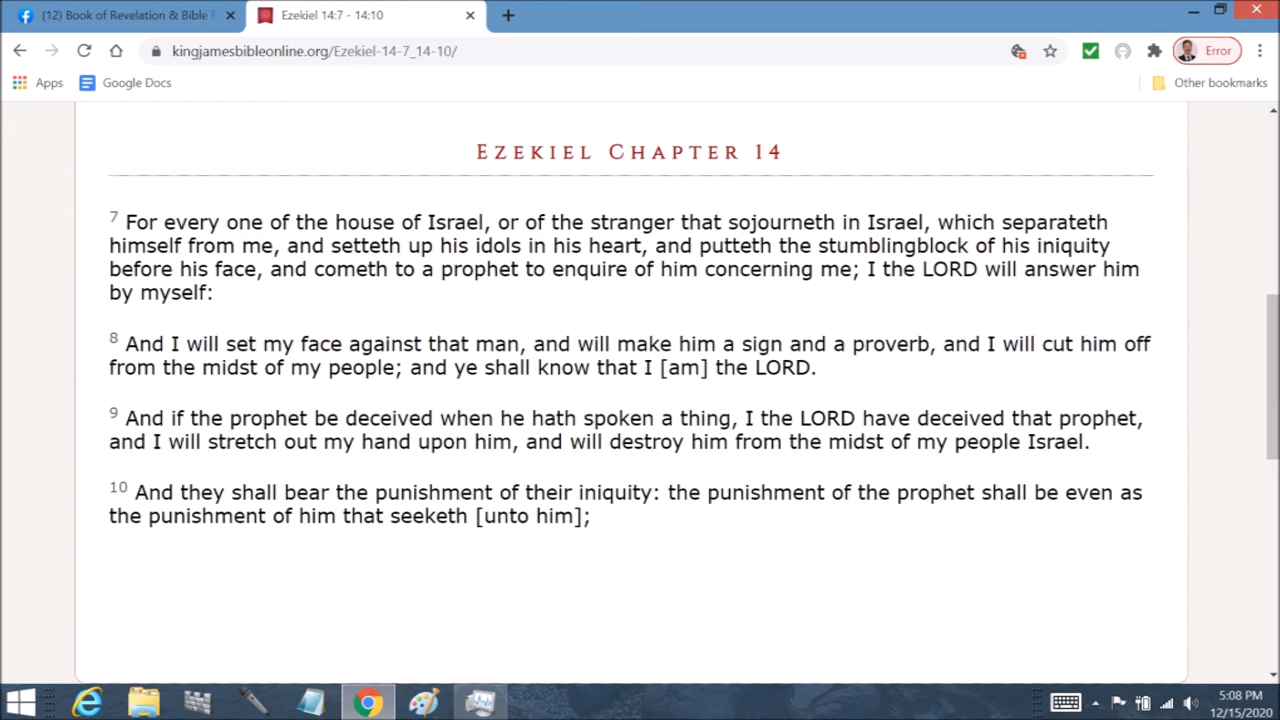 (12) Book of Revelation & Bible
Ezekiel 14:7 - 14:10
kingjamesbibleonline.org/Ezekiel-14-7_14-10/
Error
Apps
Google Docs
Other bookmarks
EZEKIEL CHAPTER 14
7 For every one of the house of Israel, or of the stranger that sojourneth in Israel, which separateth
himself from me, and setteth up his idols in his heart, and putteth the stumblingblock of his iniquity
before his face, and cometh to a prophet to enquire of him concerning me; I the LORD will answer him
by myself:
8 And I will set my face against that man, and will make him a sign and a proverb, and I will cut him off
from the midst of my people; and ye shall know that I [am] the LORD.
9 And if the prophet be deceived when he hath spoken a thing, I the LORD have deceived that prophet,
and I will stretch out my hand upon him, and will destroy him from the midst of my people Israel.
10 And they shall bear the punishment of their iniquity: the punishment of the prophet shall be even as
the punishment of him that seeketh [unto him];
5:08 PM
12/15/2020